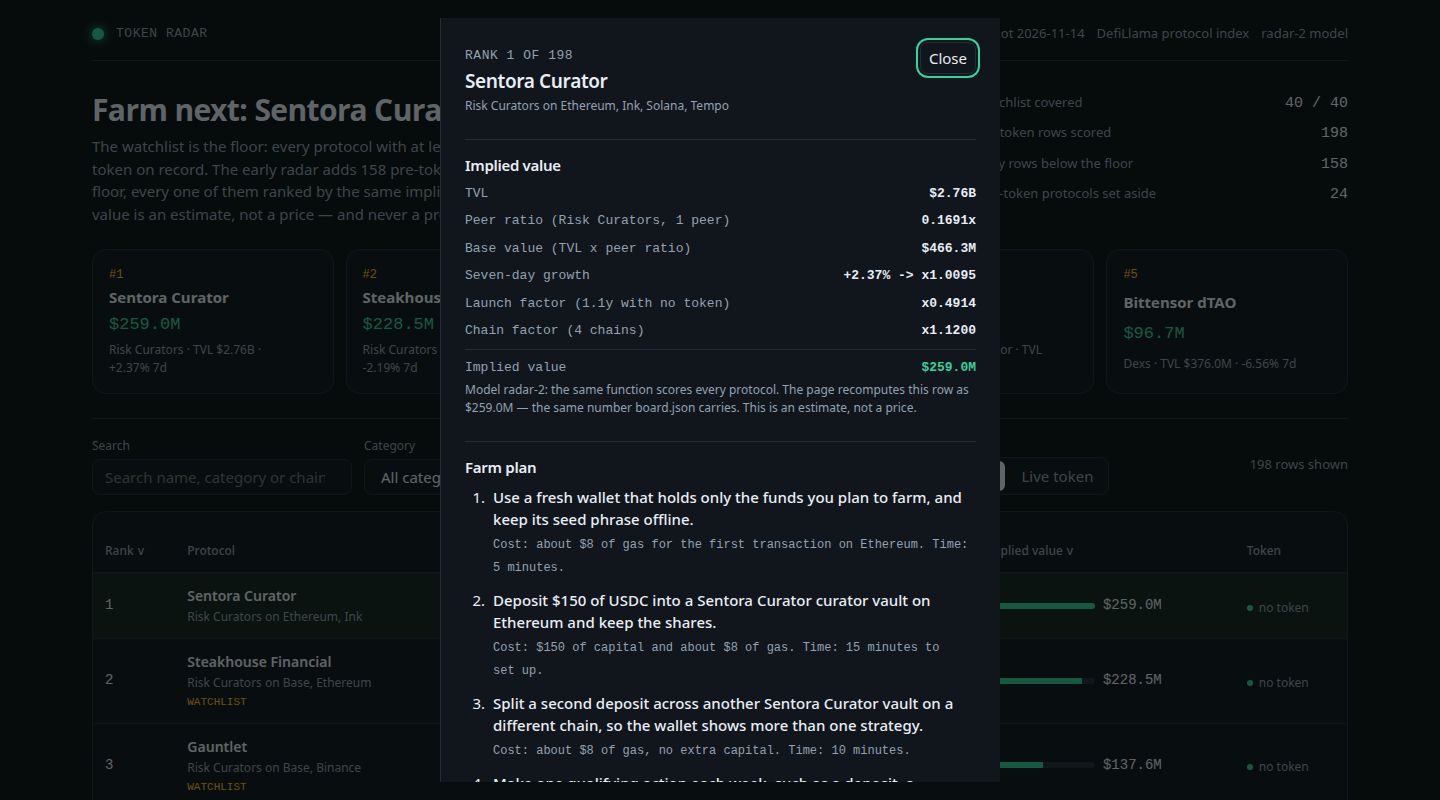 TOKEN RADAR
ot 2026-11-14 DefiLlama protocol index radar-2 model
Farm next: Sentora Cura
The watchlist is the floor: every protocol with at le
token on record. The early radar adds 158 pre-tok
floor, every one of them ranked by the same impli
value is an estimate, not a price — and never a pr
chlist covered 40 / 40
token rows scored 198
y rows below the floor 158
-token protocols set aside 24
#1
Sentora Curator
$259.0M
Risk Curators · TVL $2.76B ·
+2.37% 7d
#2
Steakhous
$228.5M
Risk Curators
-2.19% 7d
or · TVL
#5
Bittensor dTAO
$96.7M
Dexs · TVL $376.0M · -6.56% 7d
Search
Search name, category or chain
Category
All categ
Live token
198 rows shown
Rank v Protocol plied value v Token
1 Sentora Curator $259.0M no token
Risk Curators on Ethereum, Ink
2 Steakhouse Financial $228.5M no token
Risk Curators on Base, Ethereum
WATCHLIST
3 Gauntlet $137.6M no token
Risk Curators on Base, Binance
WATCHLIST
RANK 1 OF 198
Close
Sentora Curator
Risk Curators on Ethereum, Ink, Solana, Tempo
Implied value
TVL $2.76B
Peer ratio (Risk Curators, 1 peer) 0.1691x
Base value (TVL x peer ratio) $466.3M
Seven-day growth +2.37% -> x1.0095
Launch factor (1.1y with no token) x0.4914
Chain factor (4 chains) x1.1200
Implied value $259.0M
Model radar-2: the same function scores every protocol. The page recomputes this row as
$259.0M — the same number board.json carries. This is an estimate, not a price.
Farm plan
1. Use a fresh wallet that holds only the funds you plan to farm, and
keep its seed phrase offline.
Cost: about $8 of gas for the first transaction on Ethereum. Time:
5 minutes.
2. Deposit $150 of USDC into a Sentora Curator curator vault on
Ethereum and keep the shares.
Cost: $150 of capital and about $8 of gas. Time: 15 minutes to
set up.
3. Split a second deposit across another Sentora Curator vault on a
different chain, so the wallet shows more than one strategy.
Cost: about $8 of gas, no extra capital. Time: 10 minutes.
4. Make one qualifying action each week, such as a deposit, a